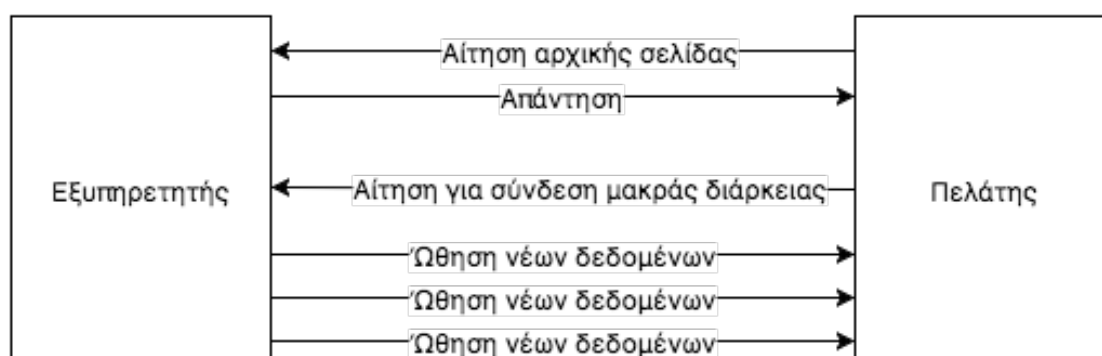 Αίτηση αρχικής σελίδας
Απάντηση
Εξυπηρετητής
Αίτηση για σύνδεση μακράς διάρκειας
Πελάτης
Ώθηση νέων δεδομένων
Ώθηση νέων δεδομένων
Ώθηση νέων δεδομένων